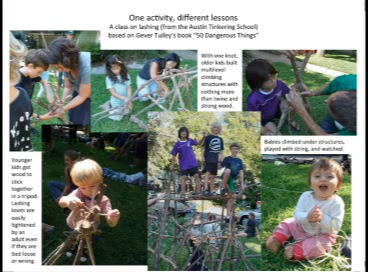 One activity, different lessons
A class on lashing (from the Austin Tinkering School)
based on Gever Tulley's book "50 Dangerous Things"
With one knot,
older kids built
multilevel
climbing
structures with
nothing more
than twine and
strong wood.
Babies climbed under structures,
played with string, and watched.
Younger
kids got
wood to
stick
together
in a tripod.
Lashing
knots are
easily
tightened
by an
adult even
if they are
tied loose
or wrong.